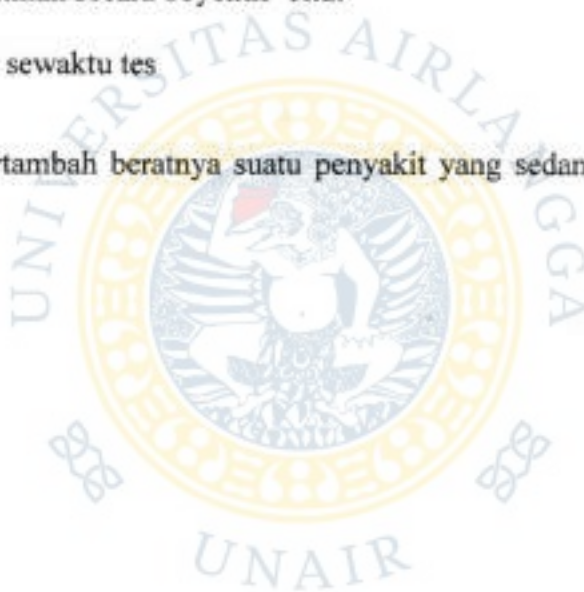 sewaktu tes
rtambah beratnya suatu penyakit yang sedan
UNIVERSITAS AIRLANGGA
UNAIR